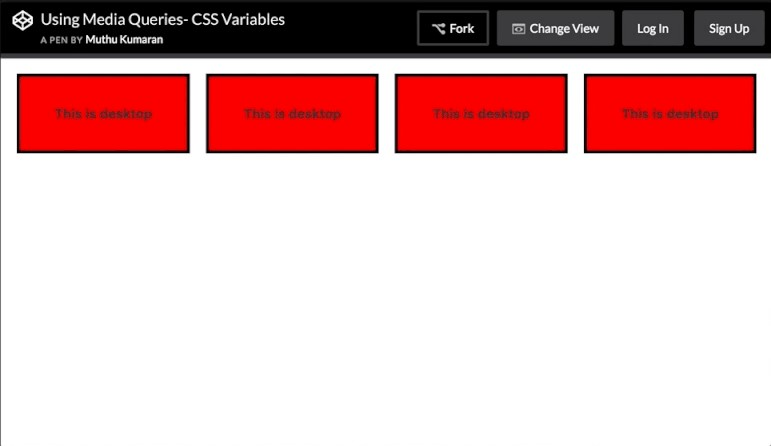 Using Media Queries- CSS Variables
A PEN BY Muthu Kumaran
Fork
Change View
Log In
Sign Up
This is desktop
This is desktop
This is desktop
This is desktop